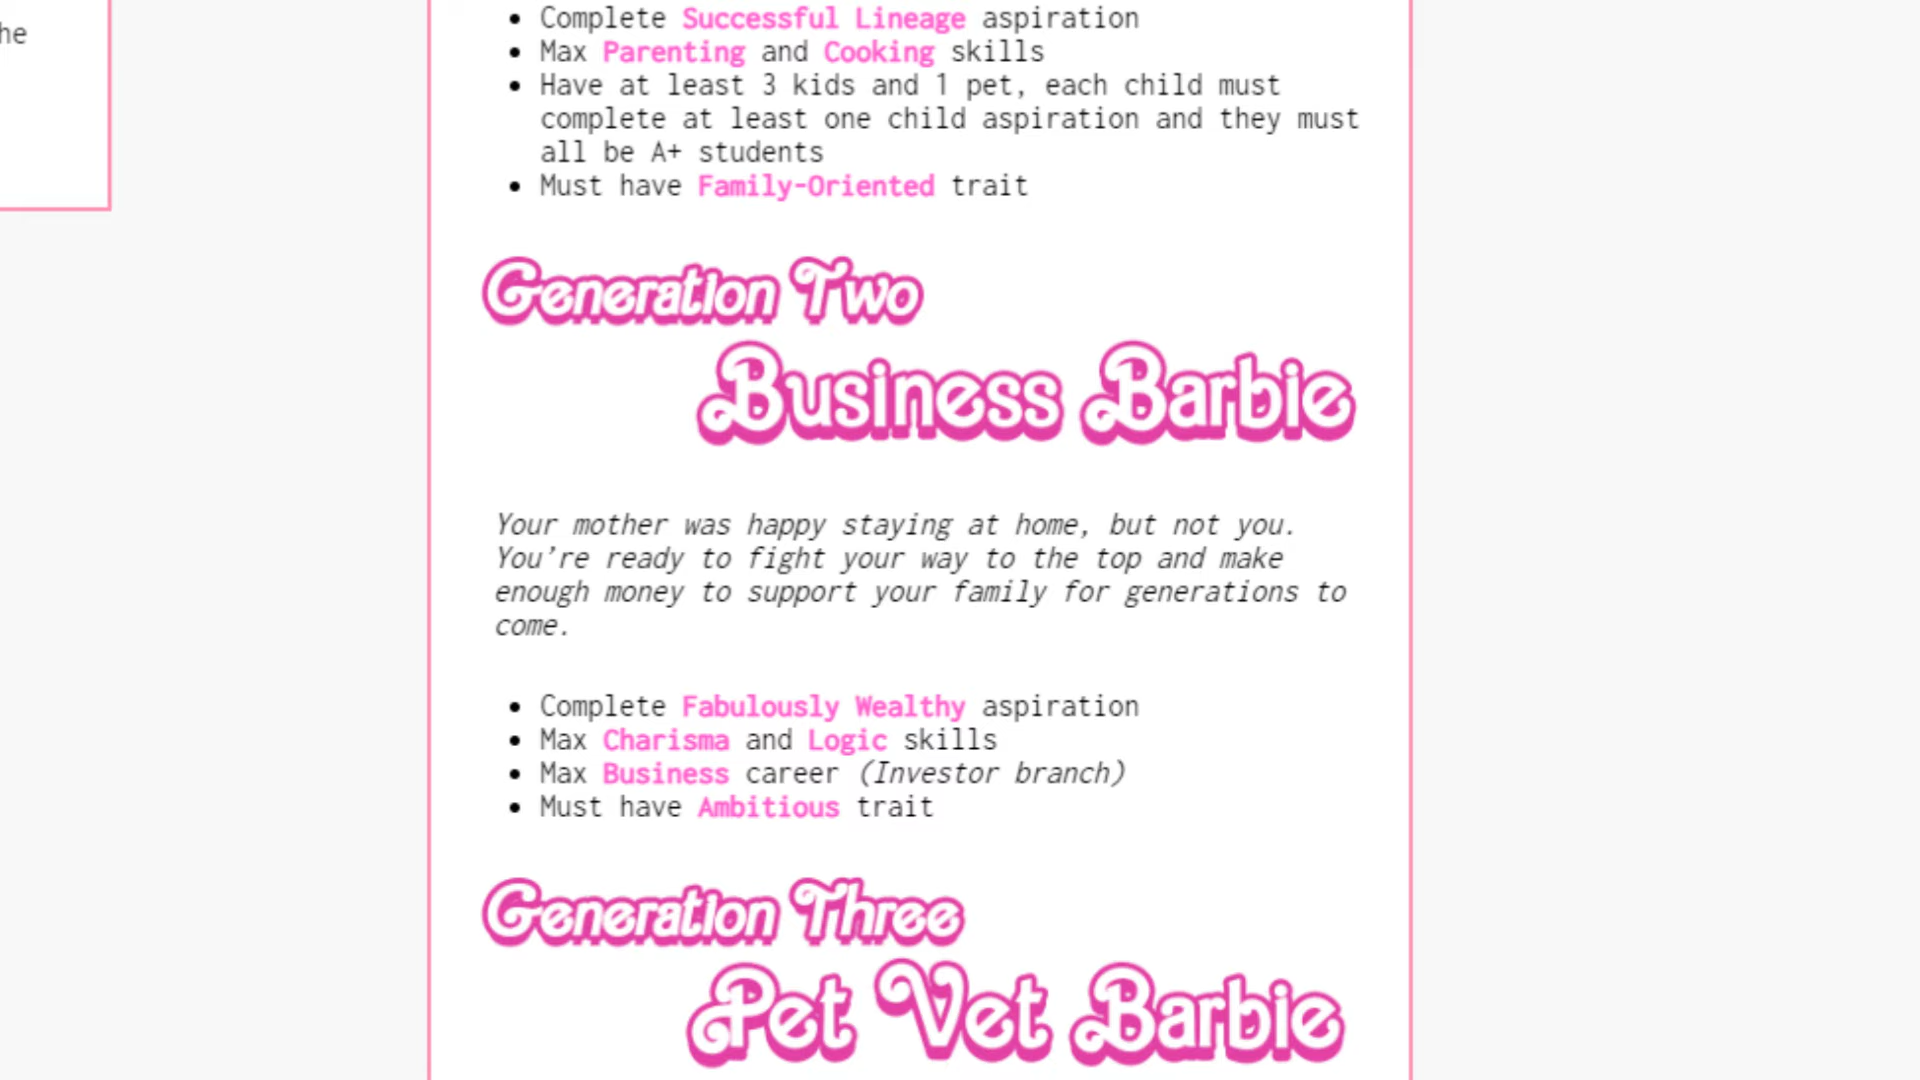 he
Complete Successful Lineage aspiration
Max Parenting and Cooking skills
Have at least 3 kids and 1 pet, each child must
complete at least one child aspiration and they must
all be A+ students
Must have Family-Oriented trait
Generation Two
Business Barbie
Your mother was happy staying at home, but not you.
You’re ready to fight your way to the top and make
enough money to support your family for generations to
come.
Complete Fabulously Wealthy aspiration
Max Charisma and Logic skills
Max Business career (Investor branch)
Must have Ambitious trait
Generation Three
Pet Vet Barbie